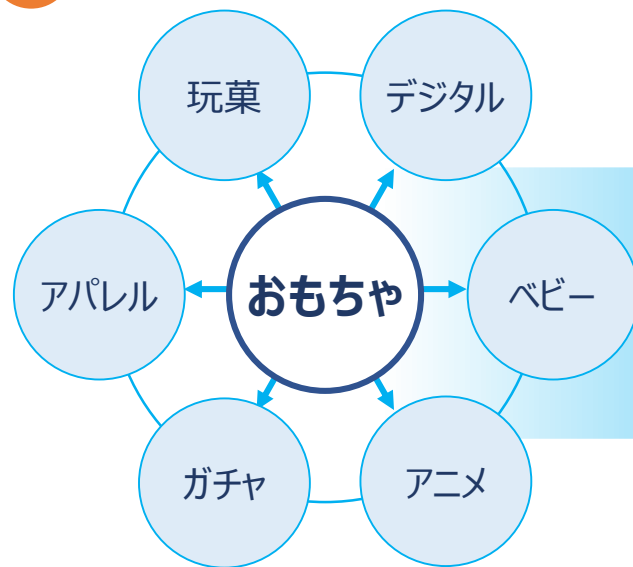 玩菓
デジタル
アパレル
おもちゃ
ベビー
ガチャ
アニメ